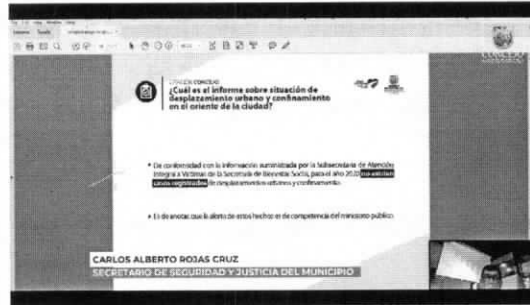 CITACIÓN CONCEJO
¿Cuál es el informe sobre situación de
desplazamiento urbano y confinamiento
en el oriente de la ciudad?
• De conformidad con la información suministrada por la Subsecretaría de Atención
Integral a Víctimas de la Secretaría de Bienestar Social, para el año 2020 no existen
casos registrados de desplazamientos urbanos y confinamiento.
• Es de anotar que la alerta de estos hechos es de competencia del ministerio público
CARLOS ALBERTO ROJAS CRUZ
SECRETARIO DE SEGURIDAD Y JUSTICIA DEL MUNICIPIO
CONCEJO